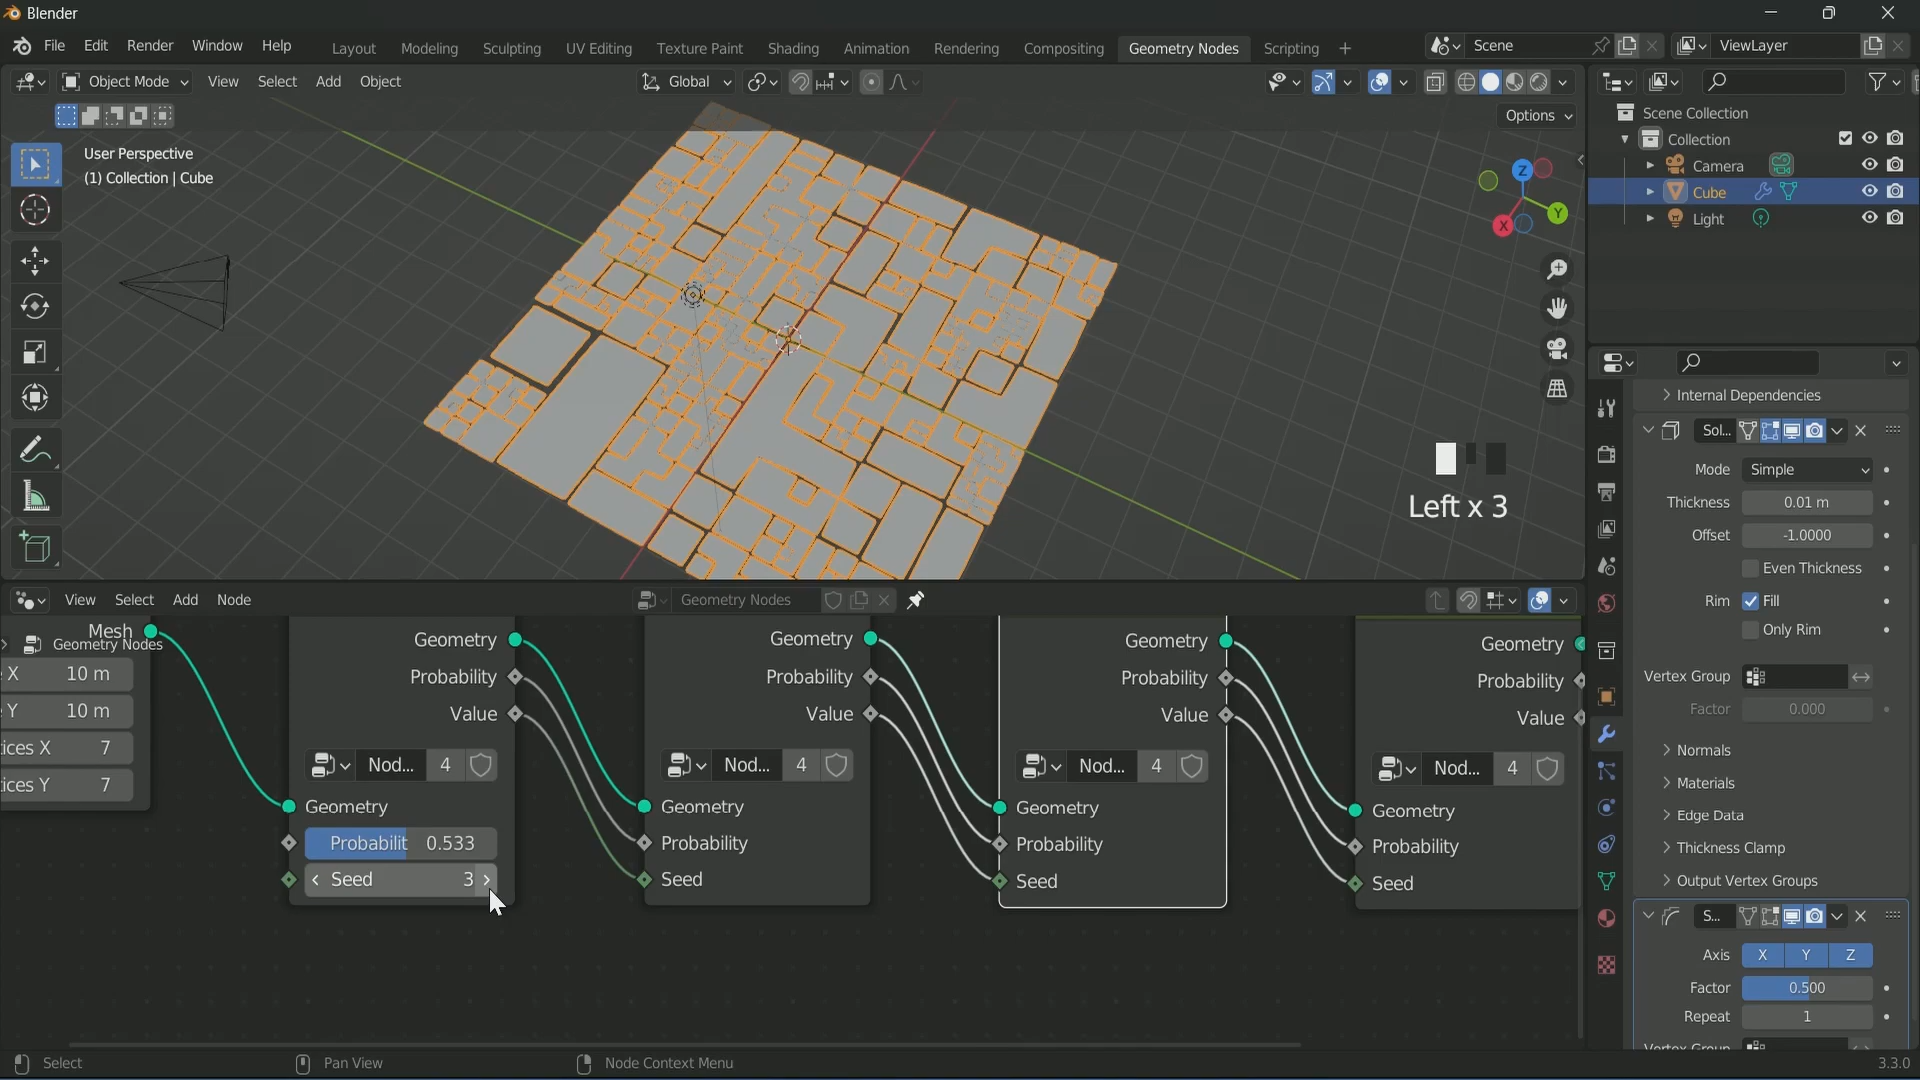 Blender
File Edit Render Window Help
Layout Modeling Sculpting UV Editing Texture Paint Shading Animation Rendering Compositing Geometry Nodes Scripting +
Scene
ViewLayer
Object Mode View Select Add Object
Global
Options
User Perspective
(1) Collection | Cube
Z
Y
X
Left x 3
Scene Collection
Collection
Camera
Cube
Light
View Select Add Node
Geometry Nodes
Mesh
Geometry Nodes
X 10 m
Y 10 m
ices X 7
ices Y 7
Geometry
Probability
Value
Nod... 4
Geometry
Probabilit 0.533
Seed 3
Geometry
Probability
Value
Nod... 4
Geometry
Probability
Seed
Geometry
Probability
Value
Nod... 4
Geometry
Probability
Seed
Geometry
Probability
Value
Nod... 4
Geometry
Probability
Seed
Internal Dependencies
Sol...
Mode Simple
Thickness 0.01 m
Offset -1.0000
Even Thickness
Rim Fill
Only Rim
Vertex Group
Factor 0.000
Normals
Materials
Edge Data
Thickness Clamp
Output Vertex Groups
S...
Axis X Y Z
Factor 0.500
Repeat 1
Vertex Group
Select
Pan View
Node Context Menu
3.3.0